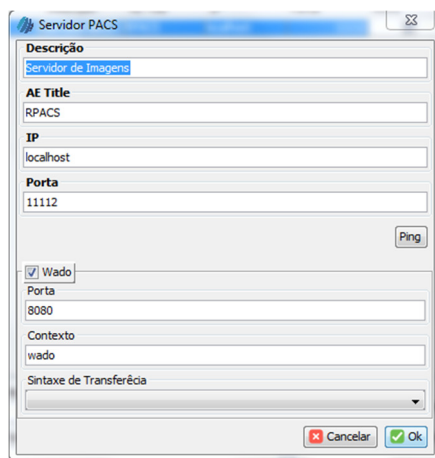 Servidor PACS
Descrição
Servidor de Imagens
AE Title
RPACS
IP
localhost
Porta
11112
Ping
Wado
Porta
8080
Contexto
wado
Sintaxe de Transferêcia
Cancelar Ok